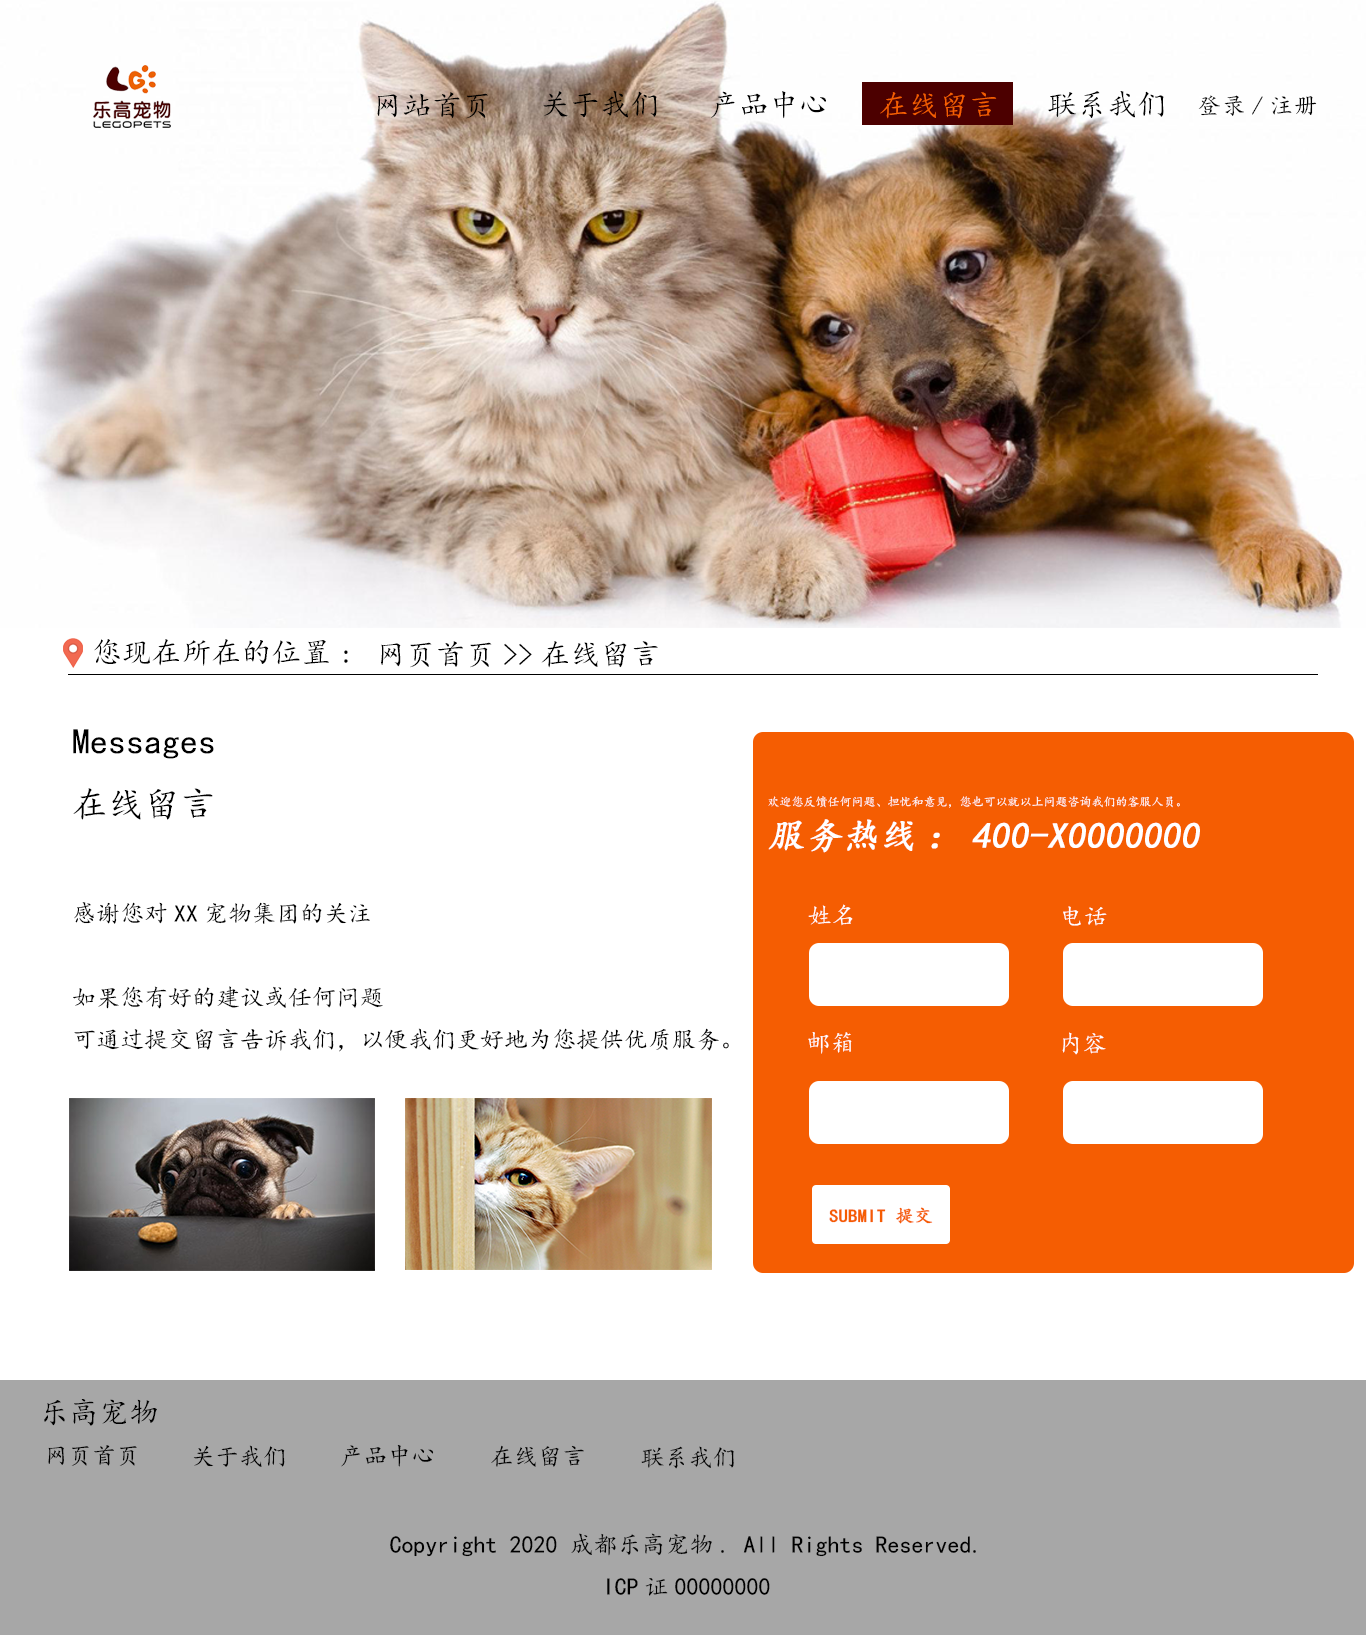 LG
乐高宠物
LEGOPETS
网站首页 关于我们 产品中心 在线留言 联系我们 登录 / 注册
您现在所在的位置： 网页首页 >> 在线留言
Messages
在线留言
感谢您对 XX 宠物集团的关注
如果您有好的建议或任何问题
可通过提交留言告诉我们，以便我们更好地为您提供优质服务。
欢迎您反馈任何问题、担忧和意见，您也可以就以上问题咨询我们的客服人员。
服务热线： 400-X0000000
姓名 电话
邮箱 内容
SUBMIT 提交
乐高宠物
网页首页 关于我们 产品中心 在线留言 联系我们
Copyright 2020 成都乐高宠物. All Rights Reserved.
ICP 证 00000000